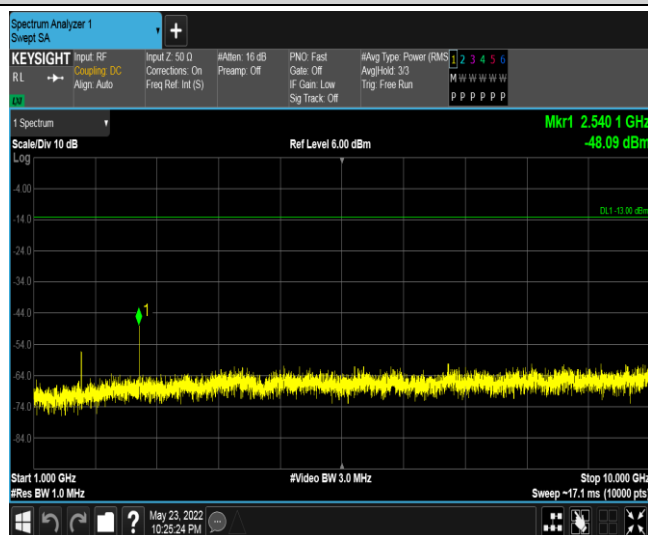 Spectrum Analyzer 1
Swept SA
+
KEYSIGHT
RL
Input: RF
Coupling: DC
Align: Auto
Input Z: 50 Ω
Corrections: On
Freq Ref: Int (S)
#Atten: 16 dB
Preamp: Off
PNO: Fast
Gate: Off
IF Gain: Low
Sig Track: Off
#Avg Type: Power (RMS
Avg|Hold: 3/3
Trig: Free Run
1 2 3 4 5 6
M W W W W W
P P P P P P
1 Spectrum
Mkr1 2.540 1 GHz
Scale/Div 10 dB
Ref Level 6.00 dBm
-48.09 dBm
Log
-4.00
DL1 -13.00 dBm
-14.0
-24.0
-34.0
-44.0
1
-54.0
-64.0
-74.0
-84.0
Start 1.000 GHz
#Video BW 3.0 MHz
Stop 10.000 GHz
#Res BW 1.0 MHz
Sweep ~17.1 ms (10000 pts)
?
May 23, 2022
10:25:24 PM